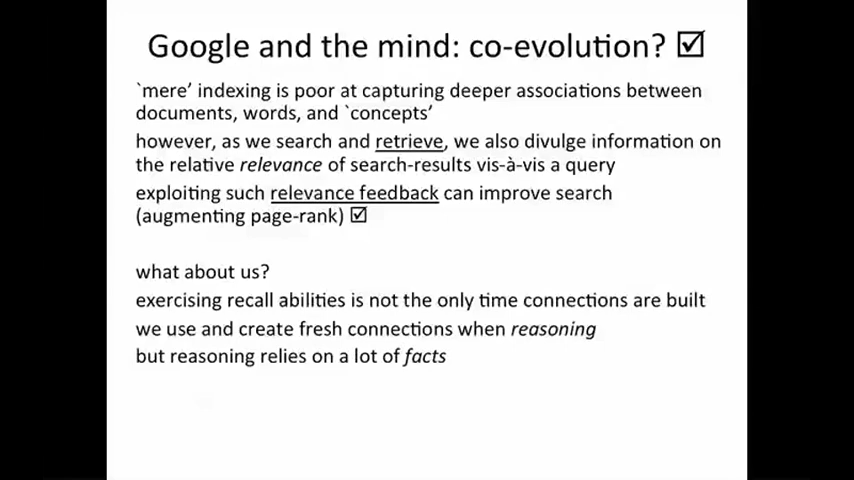 Google and the mind: co-evolution? ☑
`mere' indexing is poor at capturing deeper associations between
documents, words, and `concepts'
however, as we search and retrieve, we also divulge information on
the relative relevance of search-results vis-à-vis a query
exploiting such relevance feedback can improve search
(augmenting page-rank) ☑
what about us?
exercising recall abilities is not the only time connections are built
we use and create fresh connections when reasoning
but reasoning relies on a lot of facts